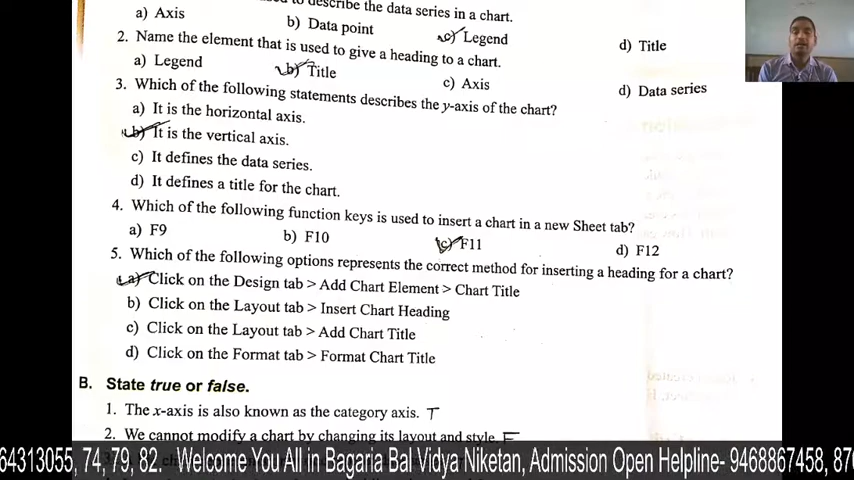 describe the data series in a chart.
a) Axis b) Data point c) Legend d) Title
2. Name the element that is used to give a heading to a chart.
a) Legend b) Title c) Axis d) Data series
3. Which of the following statements describes the y-axis of the chart?
a) It is the horizontal axis.
b) It is the vertical axis.
c) It defines the data series.
d) It defines a title for the chart.
4. Which of the following function keys is used to insert a chart in a new Sheet tab?
a) F9 b) F10 c) F11 d) F12
5. Which of the following options represents the correct method for inserting a heading for a chart?
a) Click on the Design tab > Add Chart Element > Chart Title
b) Click on the Layout tab > Insert Chart Heading
c) Click on the Layout tab > Add Chart Title
d) Click on the Format tab > Format Chart Title
B. State true or false.
1. The x-axis is also known as the category axis. T
2. We cannot modify a chart by changing its layout and style. F
64313055, 74, 79, 82. Welcome You All in Bagaria Bal Vidya Niketan, Admission Open Helpline- 9468867458, 870